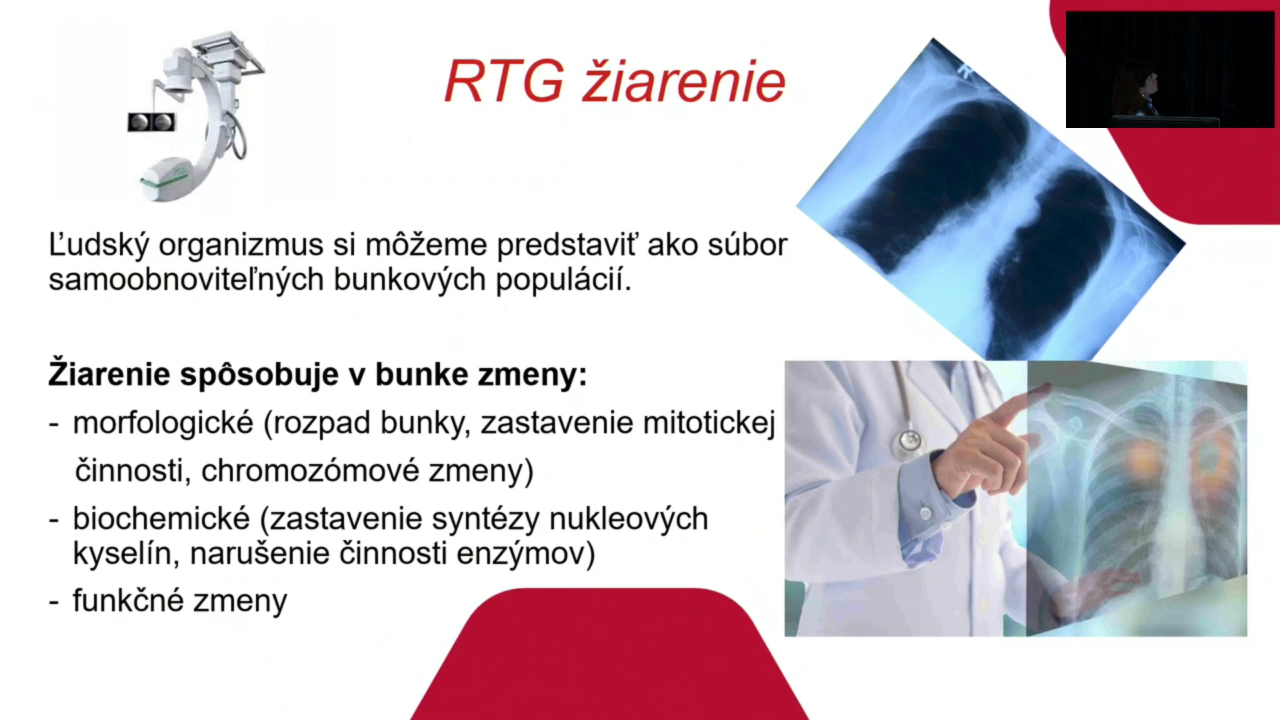 RTG žiarenie
Ľudský organizmus si môžeme predstaviť ako súbor
samoobnoviteľných bunkových populácií.
Žiarenie spôsobuje v bunke zmeny:
- morfologické (rozpad bunky, zastavenie mitotickej
činnosti, chromozómové zmeny)
- biochemické (zastavenie syntézy nukleových
kyselín, narušenie činnosti enzýmov)
- funkčné zmeny